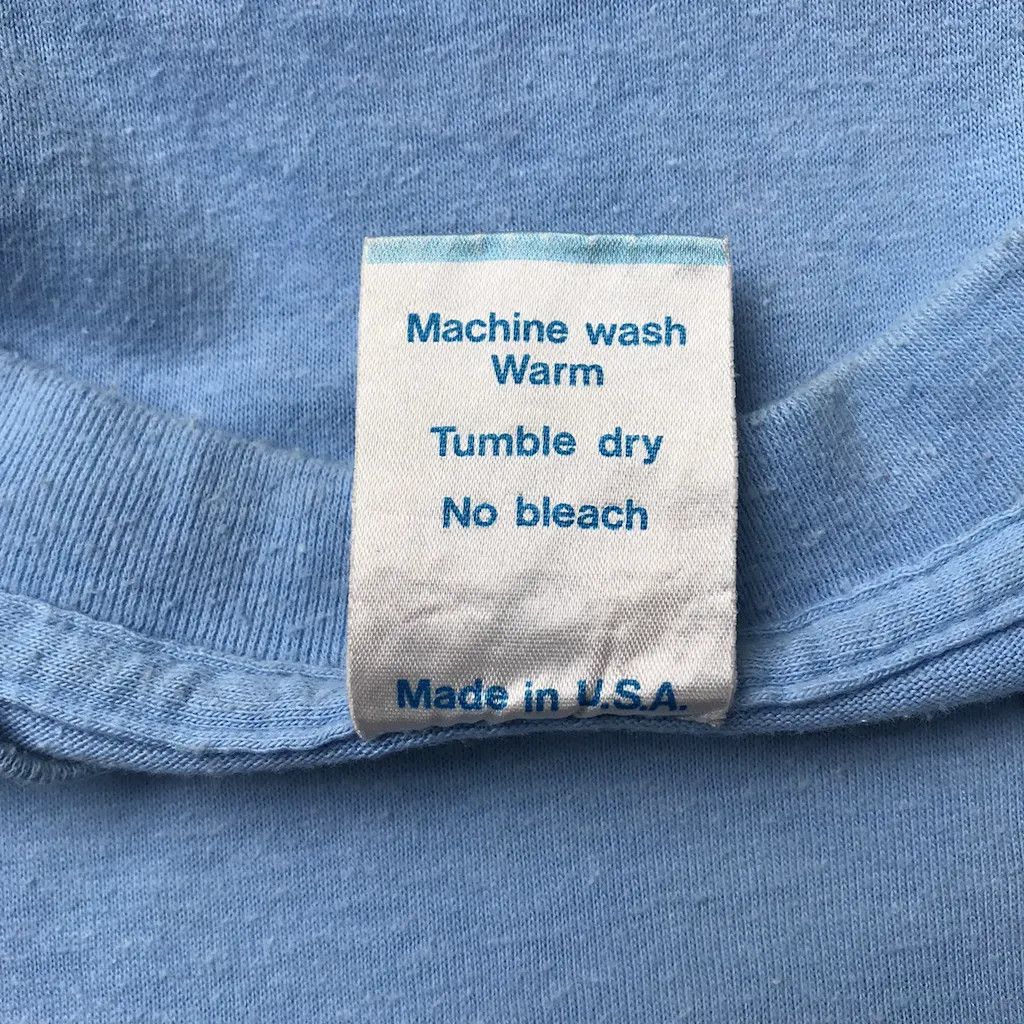 Machine wash
Warm
Tumble dry
No bleach
Made in U.S.A.